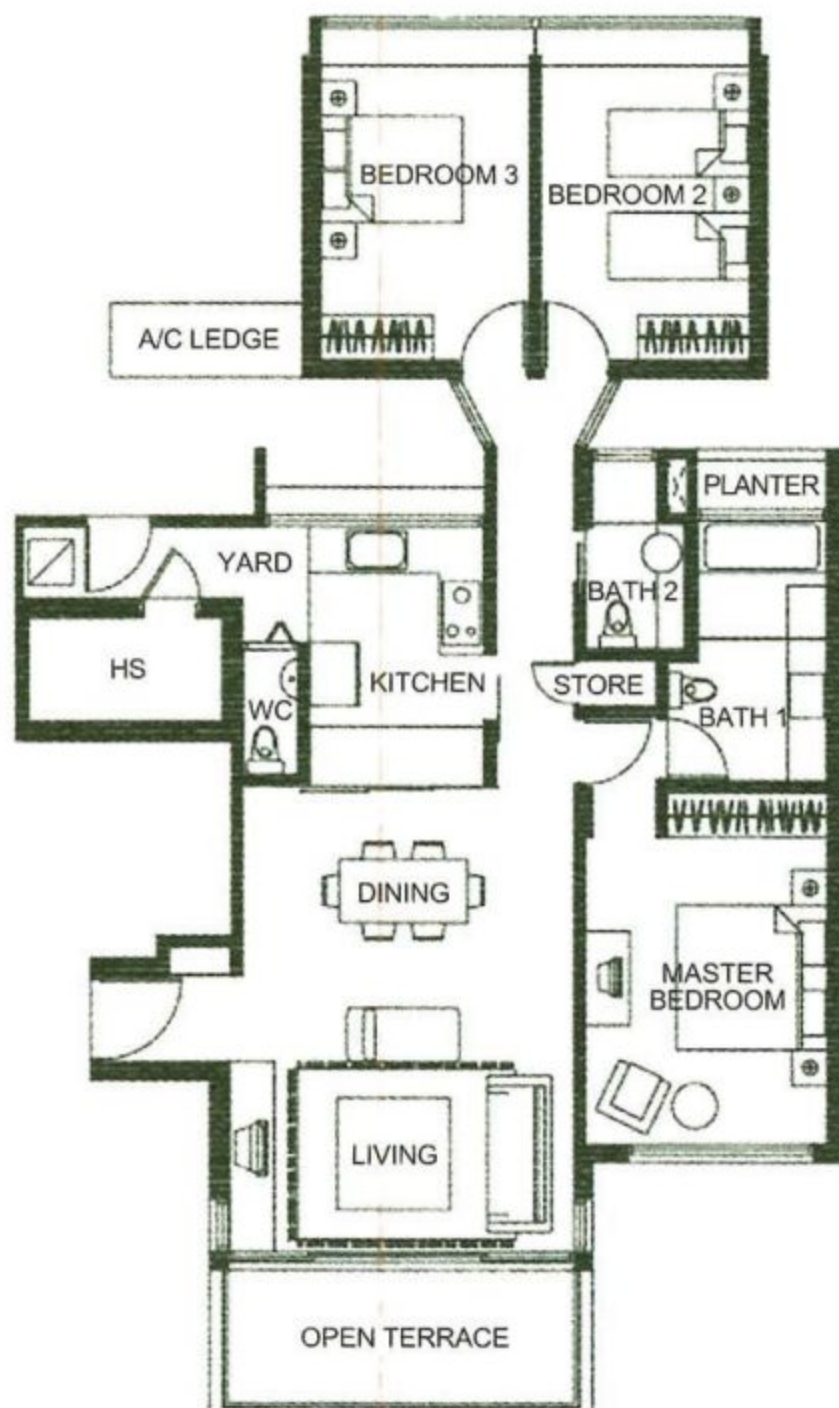 BEDROOM 3
BEDROOM 2
A/C LEDGE
PLANTER
YARD
BATH 2
HS
KITCHEN
STORE
WC
BATH 1
DINING
MASTER
BEDROOM
LIVING
OPEN TERRACE